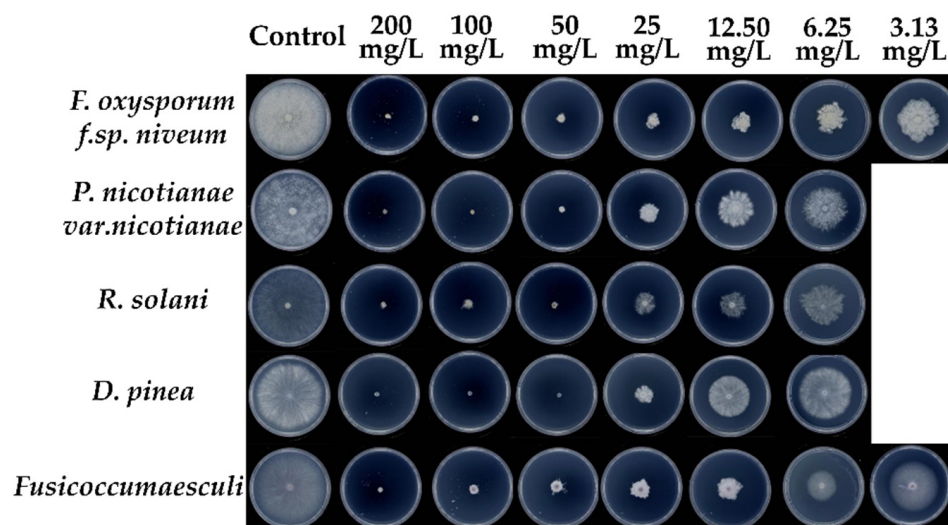 Control 200 100 50 25 12.50 6.25 3.13
mg/L mg/L mg/L mg/L mg/L mg/L mg/L
F. oxysporum
f.sp. niveum
P. nicotianae
var.nicotianae
R. solani
D. pinea
Fusicoccumaesculi